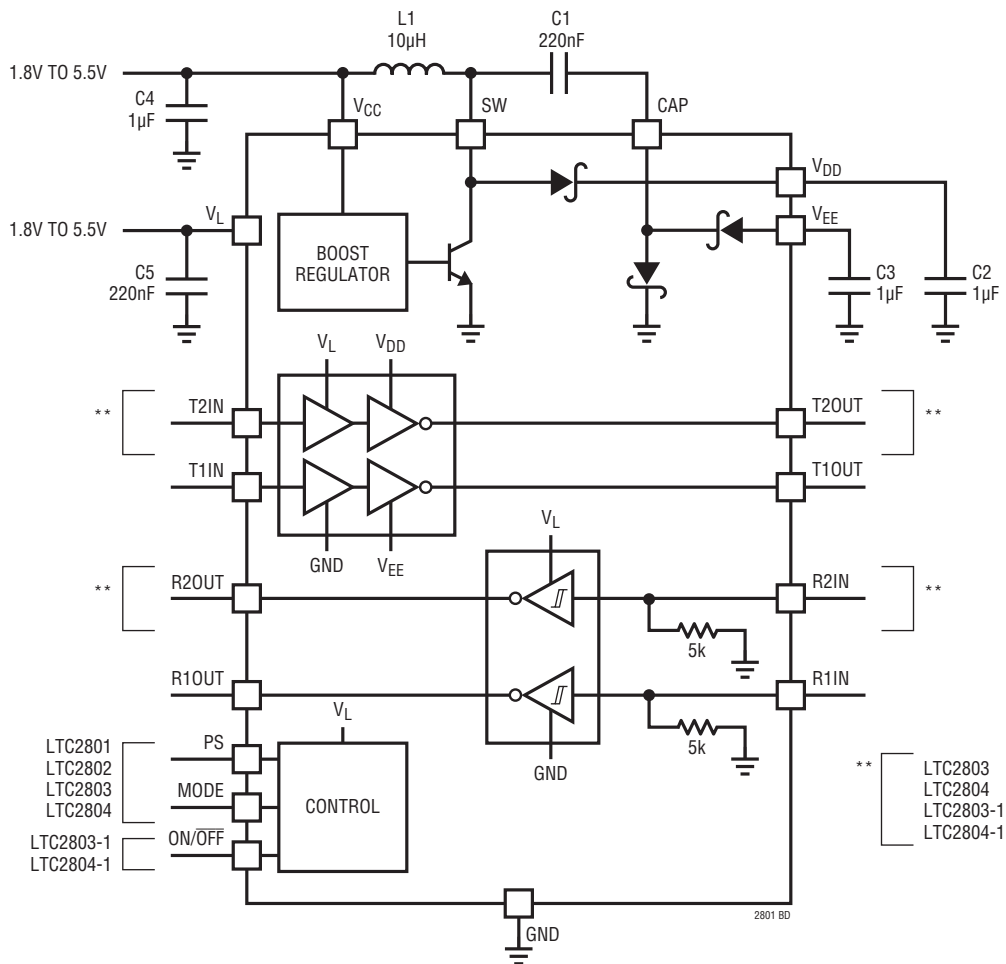 L1
10µH
C1
220nF
1.8V TO 5.5V
C4
1µF
VCC
SW
CAP
VDD
1.8V TO 5.5V
VL
VEE
C5
220nF
BOOST
REGULATOR
C3
1µF
C2
1µF
VL
VDD
**
T2IN
T2OUT
**
T1IN
T1OUT
GND
VEE
VL
**
R2OUT
R2IN
**
5k
R1OUT
R1IN
5k
GND
VL
LTC2801
LTC2802
LTC2803
LTC2804
PS
MODE
CONTROL
LTC2803-1
LTC2804-1
ON/OFF
**
LTC2803
LTC2804
LTC2803-1
LTC2804-1
2801 BD
GND